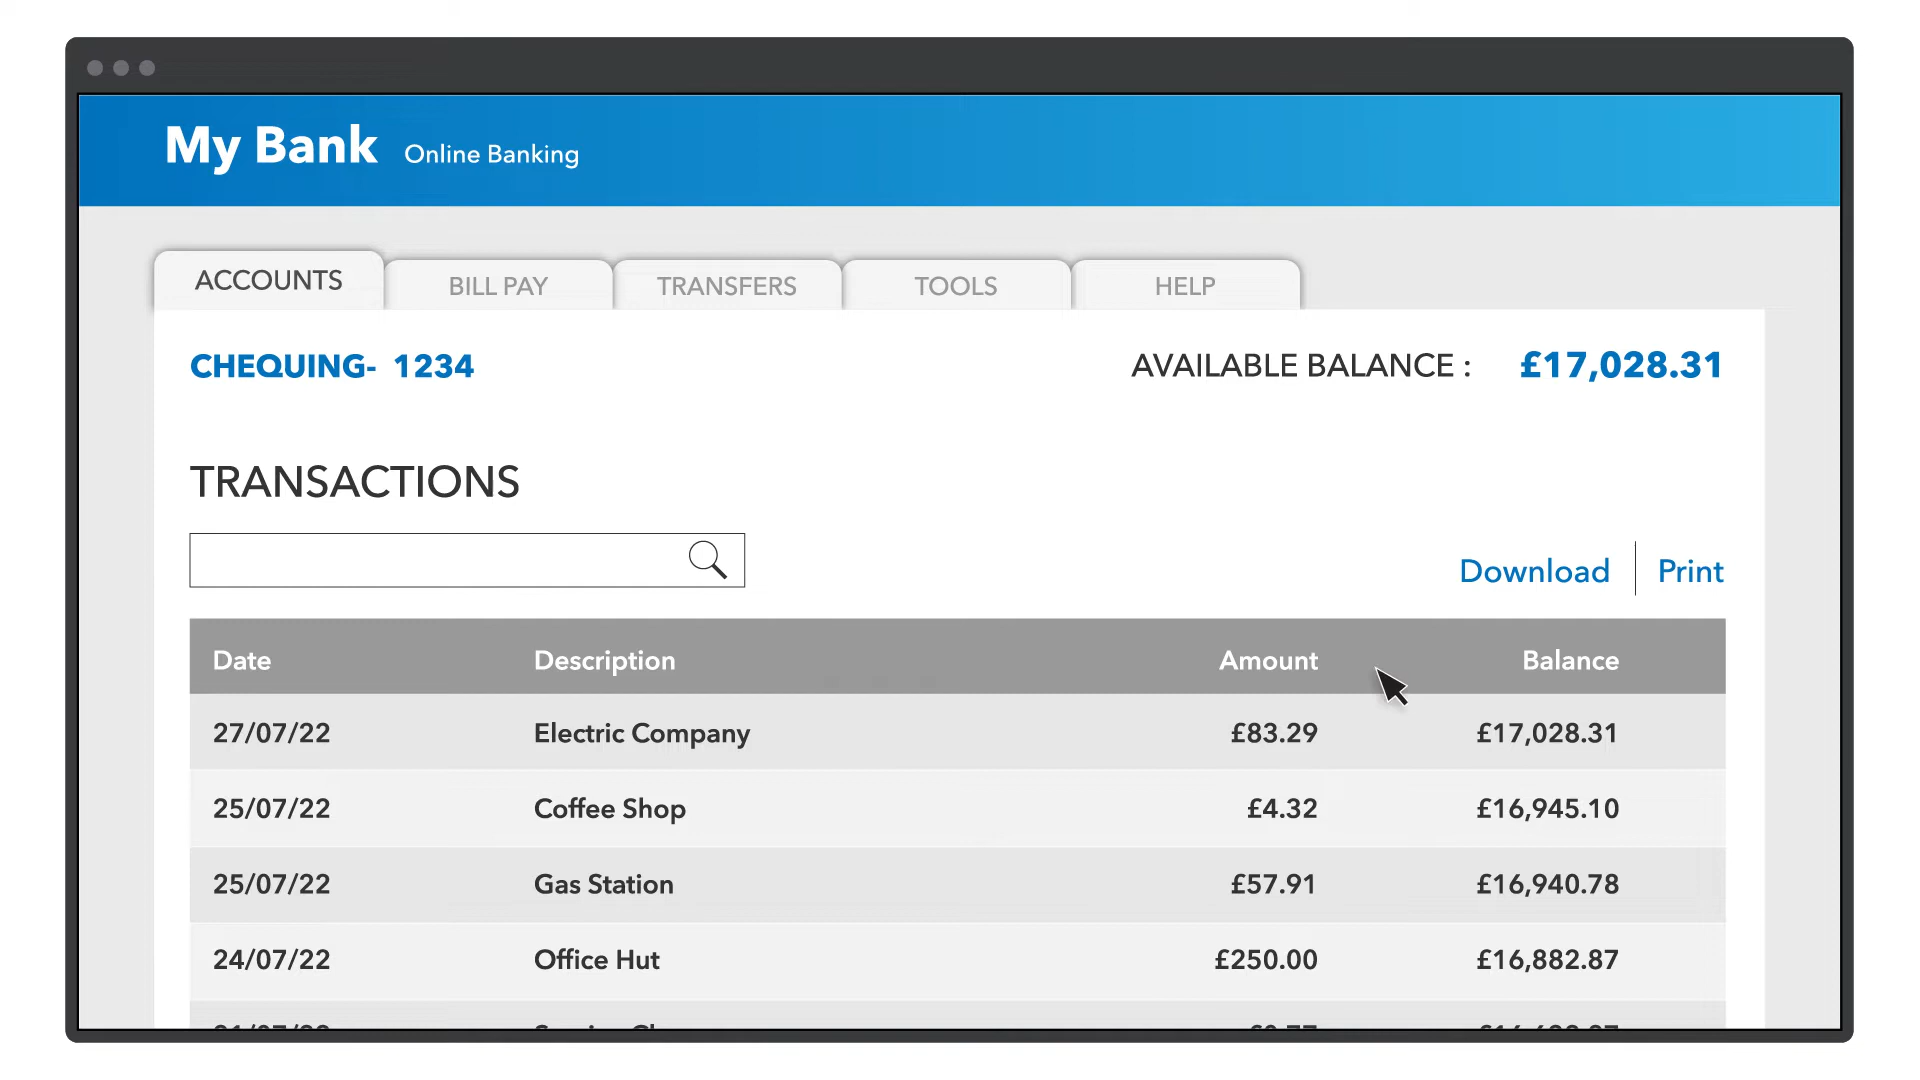 My Bank Online Banking
ACCOUNTS BILL PAY TRANSFERS TOOLS HELP
CHEQUING- 1234 AVAILABLE BALANCE : £17,028.31
TRANSACTIONS
Download Print
Date Description Amount Balance
27/07/22 Electric Company £83.29 £17,028.31
25/07/22 Coffee Shop £4.32 £16,945.10
25/07/22 Gas Station £57.91 £16,940.78
24/07/22 Office Hut £250.00 £16,882.87